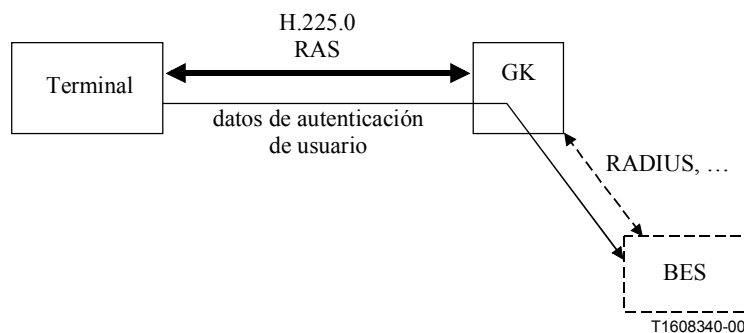 H.225.0
RAS
Terminal
GK
datos de autenticación
de usuario
RADIUS, …
BES
T1608340-00